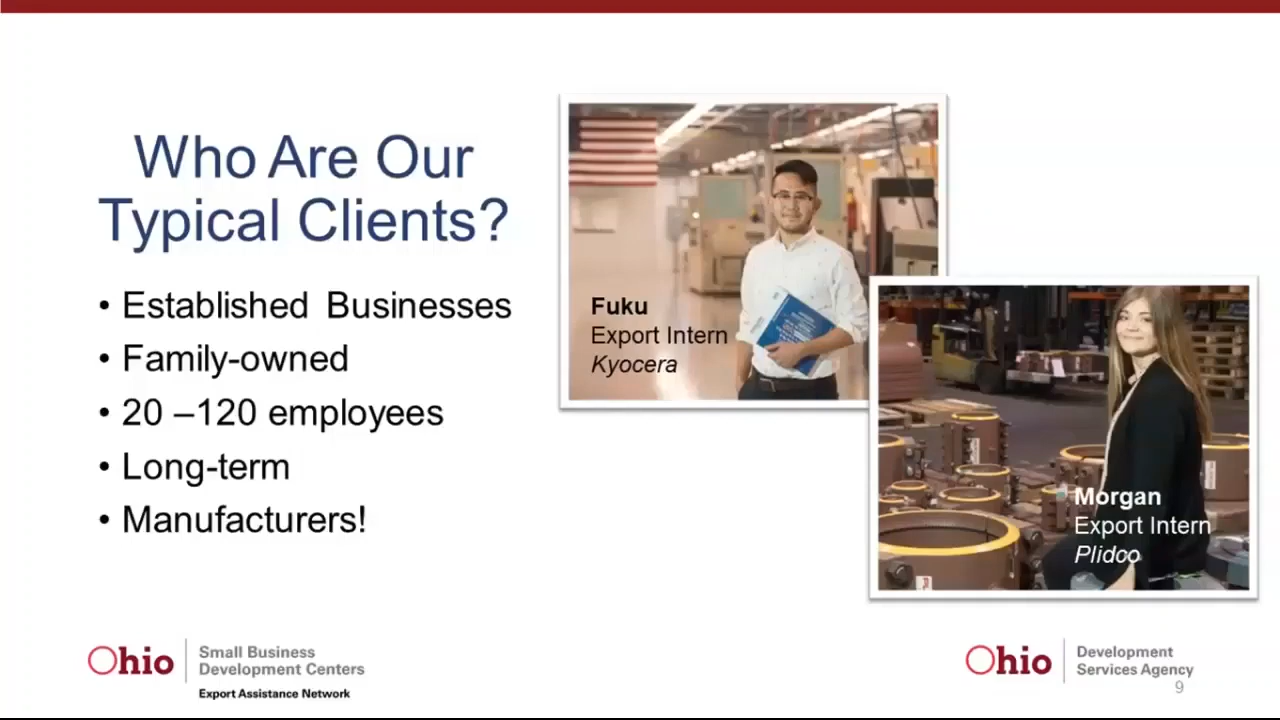 Who Are Our
Typical Clients?
• Established Businesses
• Family-owned
• 20 –120 employees
• Long-term
• Manufacturers!
Fuku
Export Intern
Kyocera
Morgan
Export Intern
Plidco
Ohio
Small Business
Development Centers
Export Assistance Network
Ohio
Development
Services Agency
9